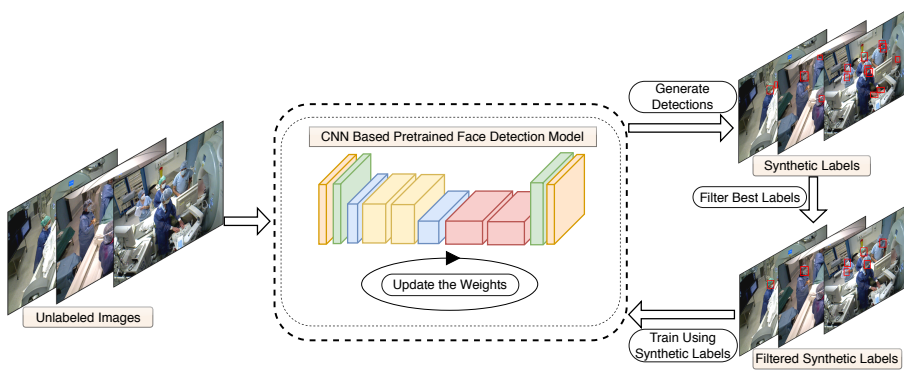 Generate
Detections
CNN Based Pretrained Face Detection Model
Synthetic Labels
Filter Best Labels
Update the Weights
Unlabeled Images
Train Using
Synthetic Labels
Filtered Synthetic Labels